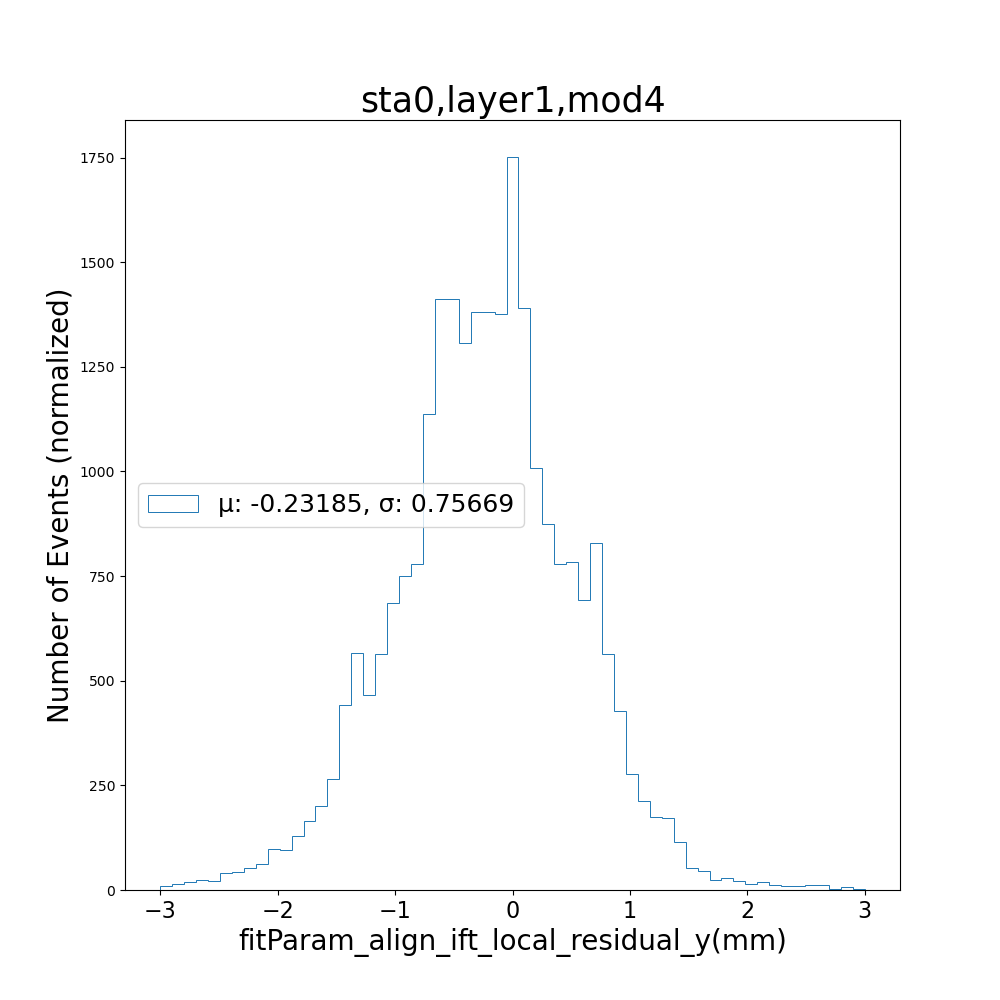 sta0,layer1,mod4
Number of Events (normalized)
1750
1500
1250
1000
750
500
250
0
μ: -0.23185, σ: 0.75669
−3 −2 −1 0 1 2 3
fitParam_align_ift_local_residual_y(mm)